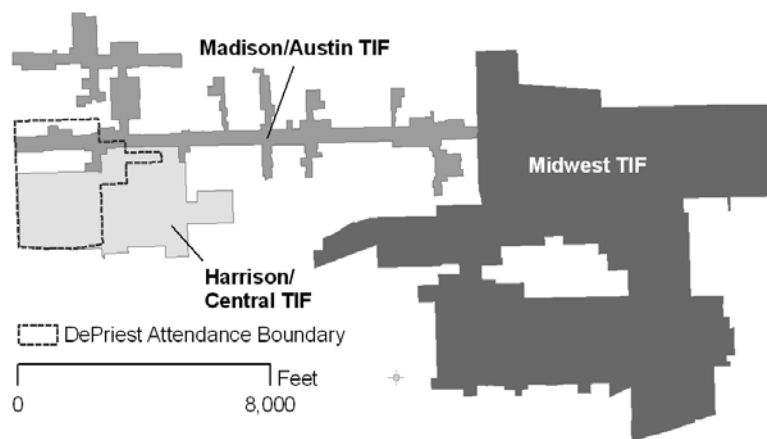 Madison/Austin TIF
Midwest TIF
Harrison/
Central TIF
DePriest Attendance Boundary
Feet
0
8,000